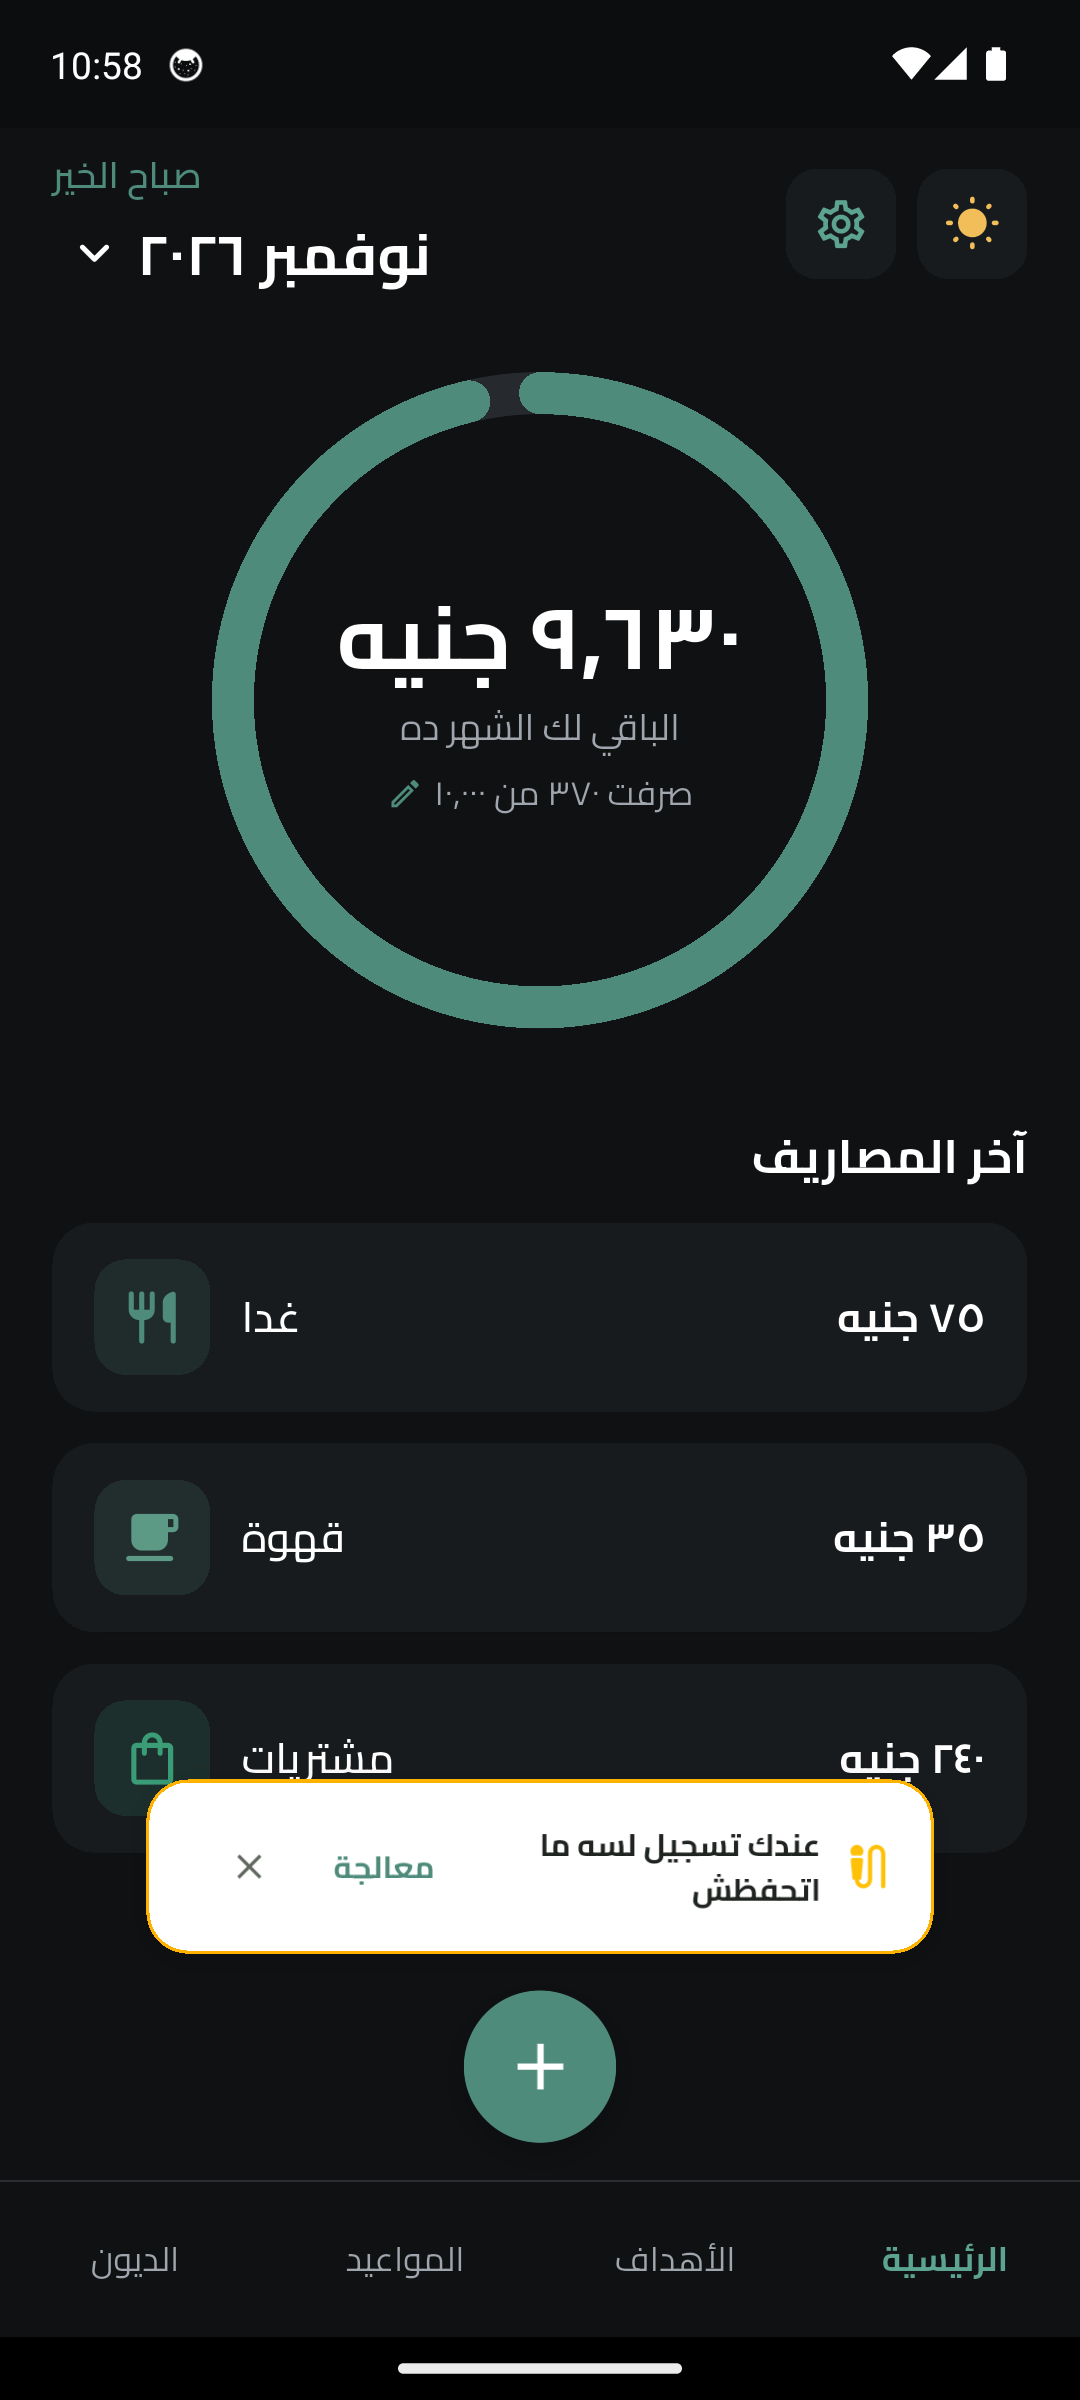 10:58
صباح الخير
نوفمبر ٢٠٢٦
٩,٦٣٠ جنيه
الباقي لك الشهر ده
صرفت ٣٧٠ من ١٠,٠٠٠
آخر المصاريف
غدا
٧٥ جنيه
قهوة
٣٥ جنيه
مشتريات
٢٤٠ جنيه
عندك تسجيل لسه ما
اتحفظش
معالجة
الرئيسية
الأهداف
المواعيد
الديون